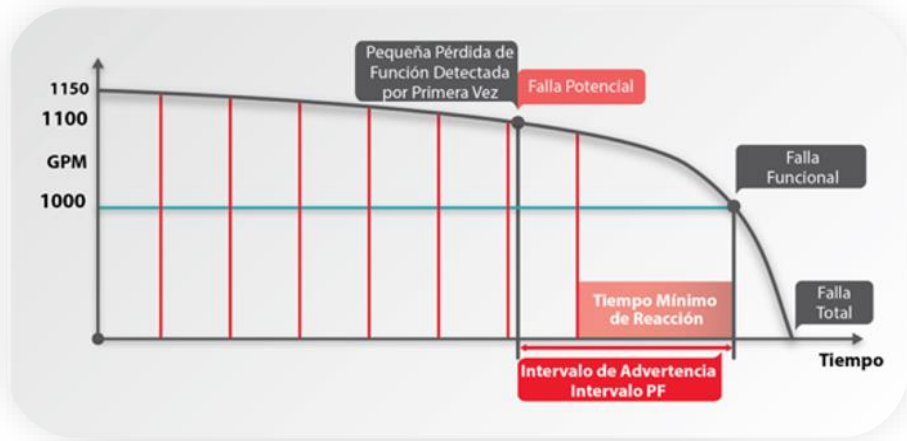 Pequeña Pérdida de
Función Detectada
por Primera Vez
Falla Potencial
1150
1100
GPM
1000
Falla
Funcional
Tiempo Mínimo
de Reacción
Falla
Total
Tiempo
Intervalo de Advertencia
Intervalo PF